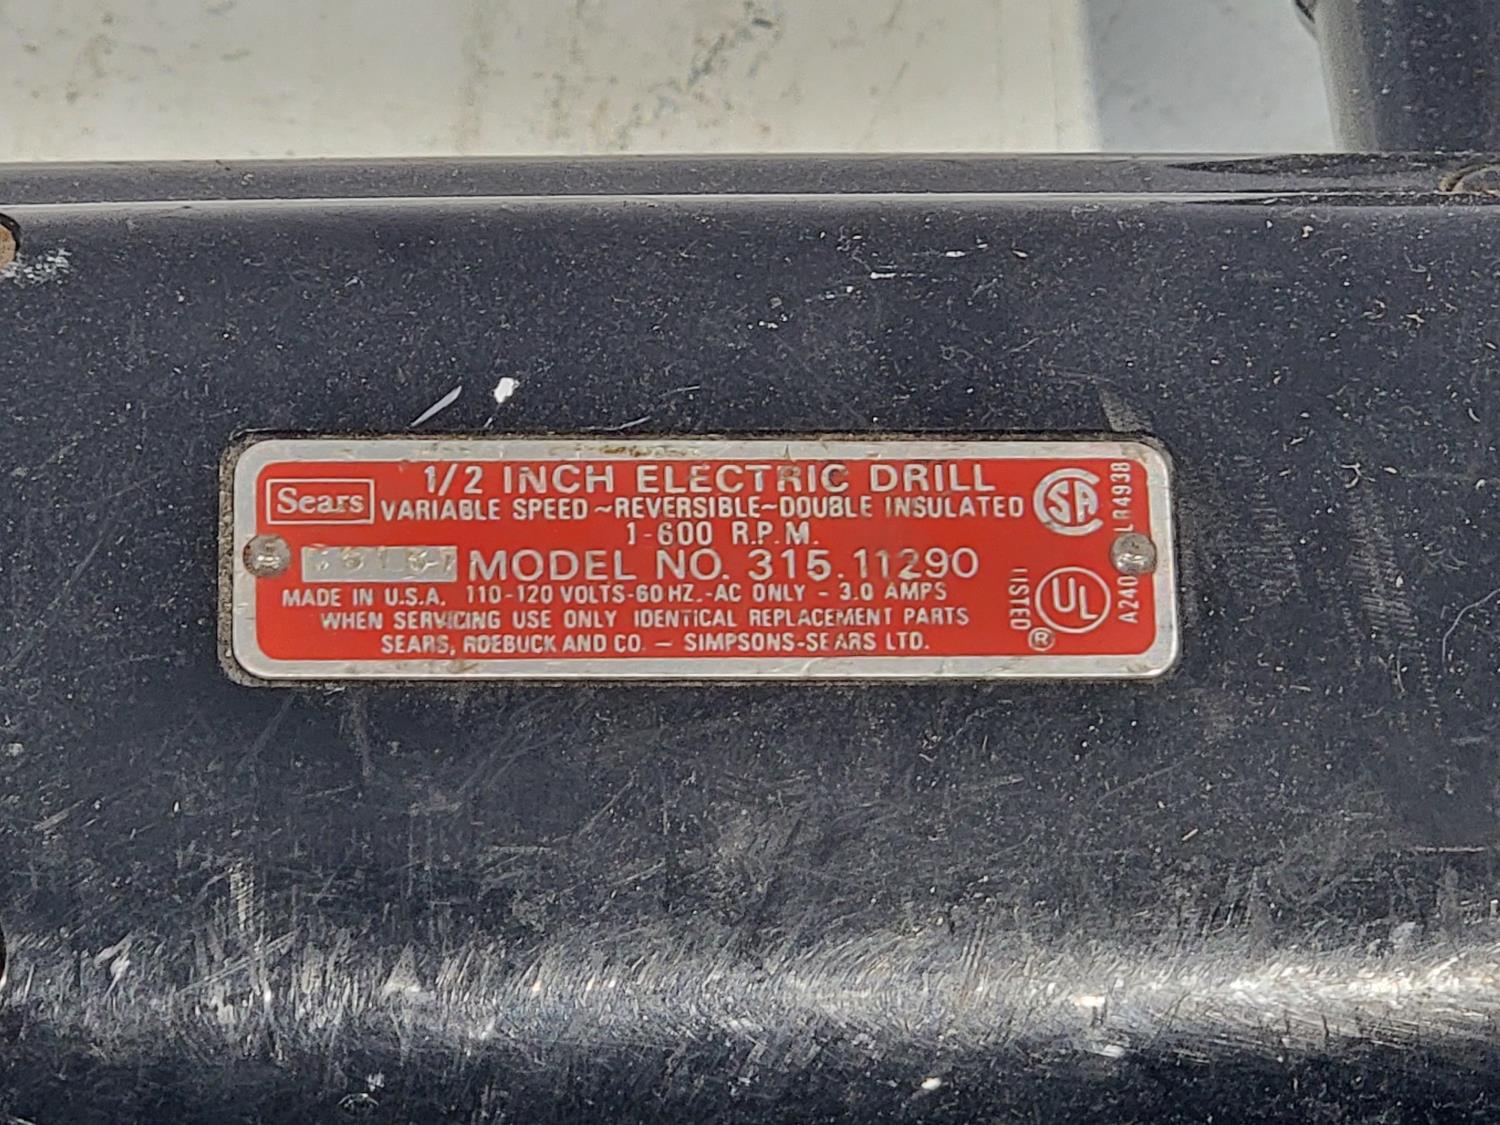 Sears
1/2 INCH ELECTRIC DRILL
VARIABLE SPEED ~ REVERSIBLE ~ DOUBLE INSULATED
1-600 R.P.M.
MODEL NO. 315.11290
MADE IN U.S.A. 110-120 VOLTS-60 HZ.-AC ONLY - 3.0 AMPS
WHEN SERVICING USE ONLY IDENTICAL REPLACEMENT PARTS
SEARS, ROEBUCK AND CO. - SIMPSONS-SEARS LTD.
SA
LR4938
LISTED
UL
®